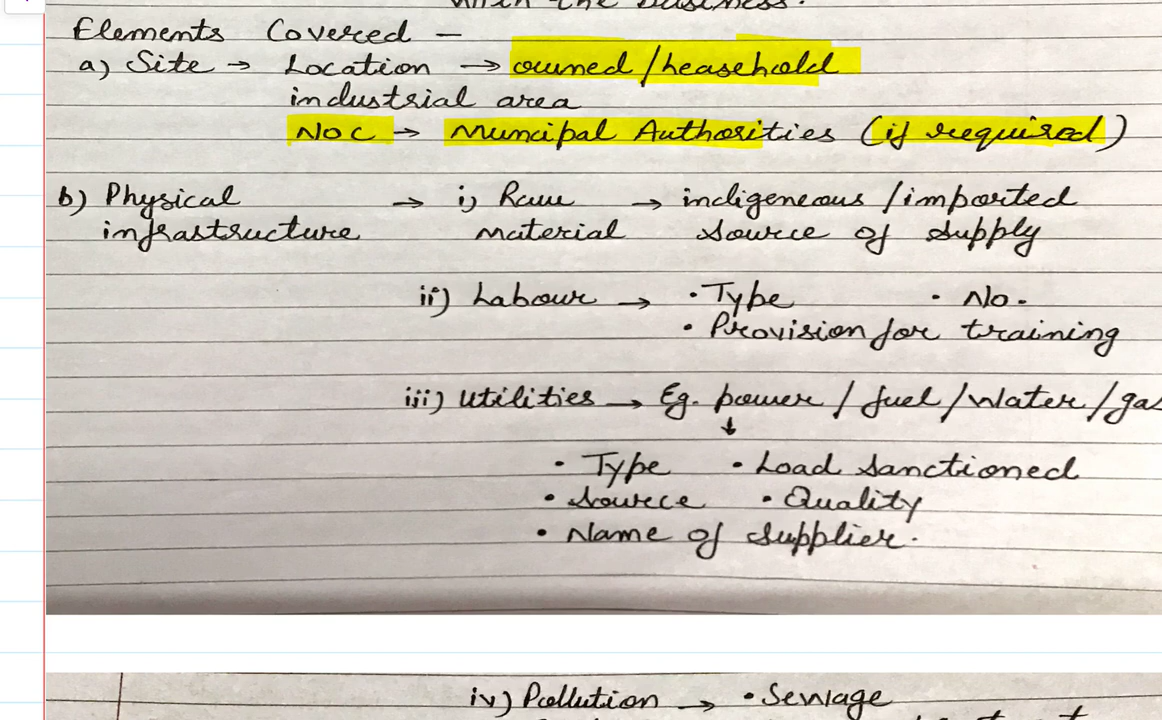 Elements Covered —
a) Site → Location → owned/heasehold
industrial area
NOC → Muncipal Authorities (if required)
b) Physical → i) Raw → indigeneous/imported
infrastructure material source of supply
ii) Labour → • Type • No.
• Provision for training
iii) Utilities → Eg. power / fuel / Water / gas
↓
• Type • Load Sanctioned
• Source • Quality
• Name of supplier.
iv) Pollution → • Sewage